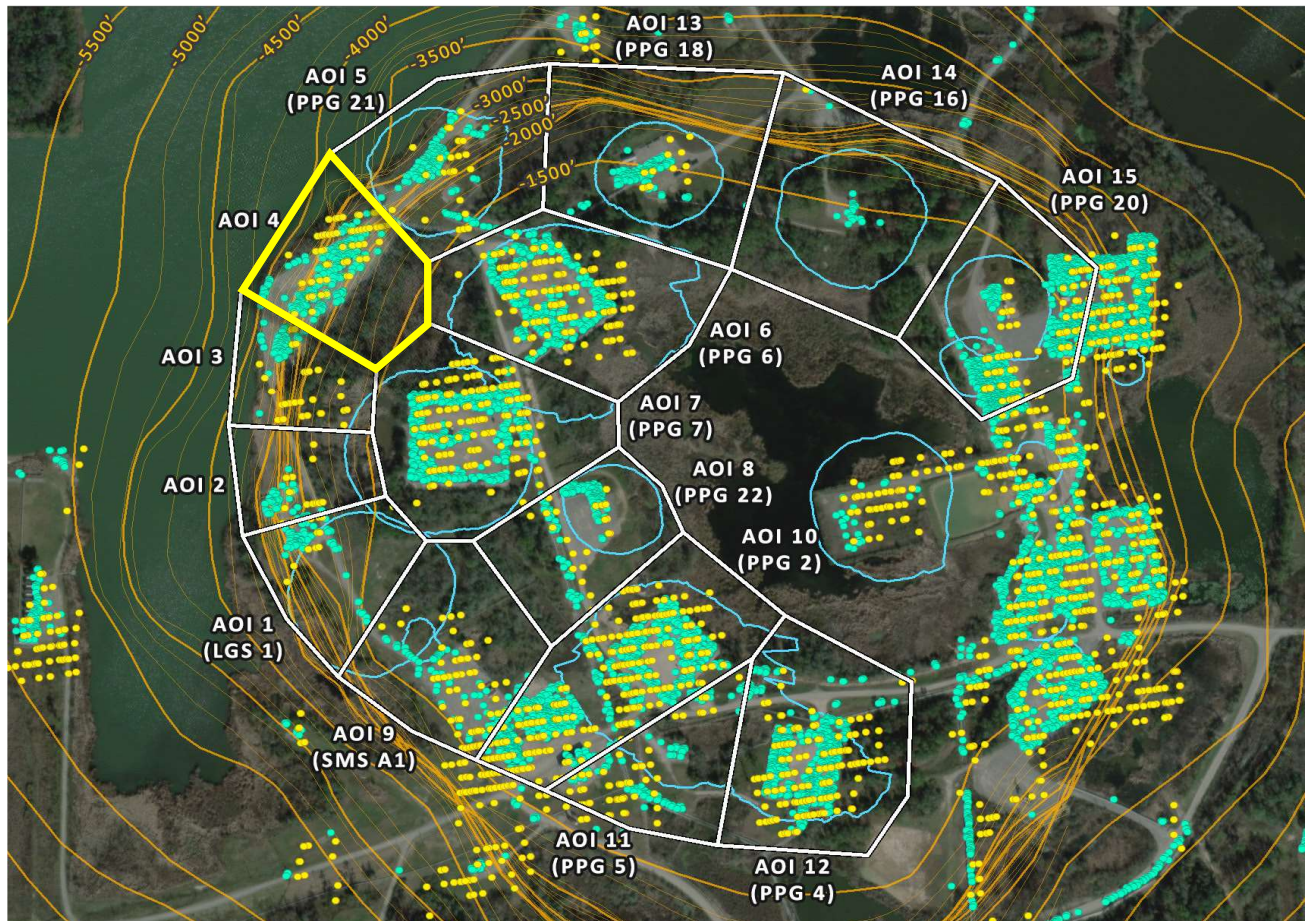 -5500'
-5000'
-4500'
-4000'
-3500'
-3000'
-2500'
-2000'
-1500'
AOI 13
(PPG 18)
AOI 5
(PPG 21)
AOI 14
(PPG 16)
AOI 15
(PPG 20)
AOI 4
AOI 3
AOI 6
(PPG 6)
AOI 7
(PPG 7)
AOI 2
AOI 8
(PPG 22)
AOI 10
(PPG 2)
AOI 1
(LGS 1)
AOI 9
(SMS A1)
AOI 11
(PPG 5)
AOI 12
(PPG 4)